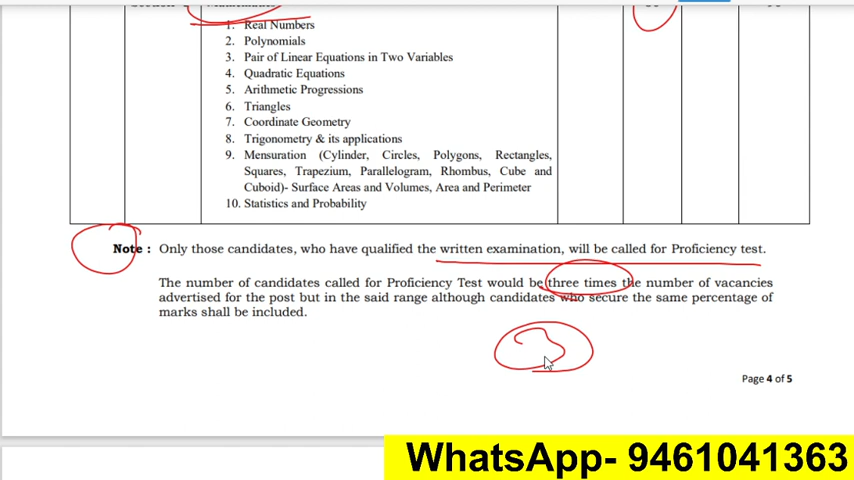 1. Real Numbers
2. Polynomials
3. Pair of Linear Equations in Two Variables
4. Quadratic Equations
5. Arithmetic Progressions
6. Triangles
7. Coordinate Geometry
8. Trigonometry & its applications
9. Mensuration (Cylinder, Circles, Polygons, Rectangles,
Squares, Trapezium, Parallelogram, Rhombus, Cube and
Cuboid)- Surface Areas and Volumes, Area and Perimeter
10. Statistics and Probability
Note : Only those candidates, who have qualified the written examination, will be called for Proficiency test.
The number of candidates called for Proficiency Test would be three times the number of vacancies
advertised for the post but in the said range although candidates who secure the same percentage of
marks shall be included.
Page 4 of 5
WhatsApp- 9461041363